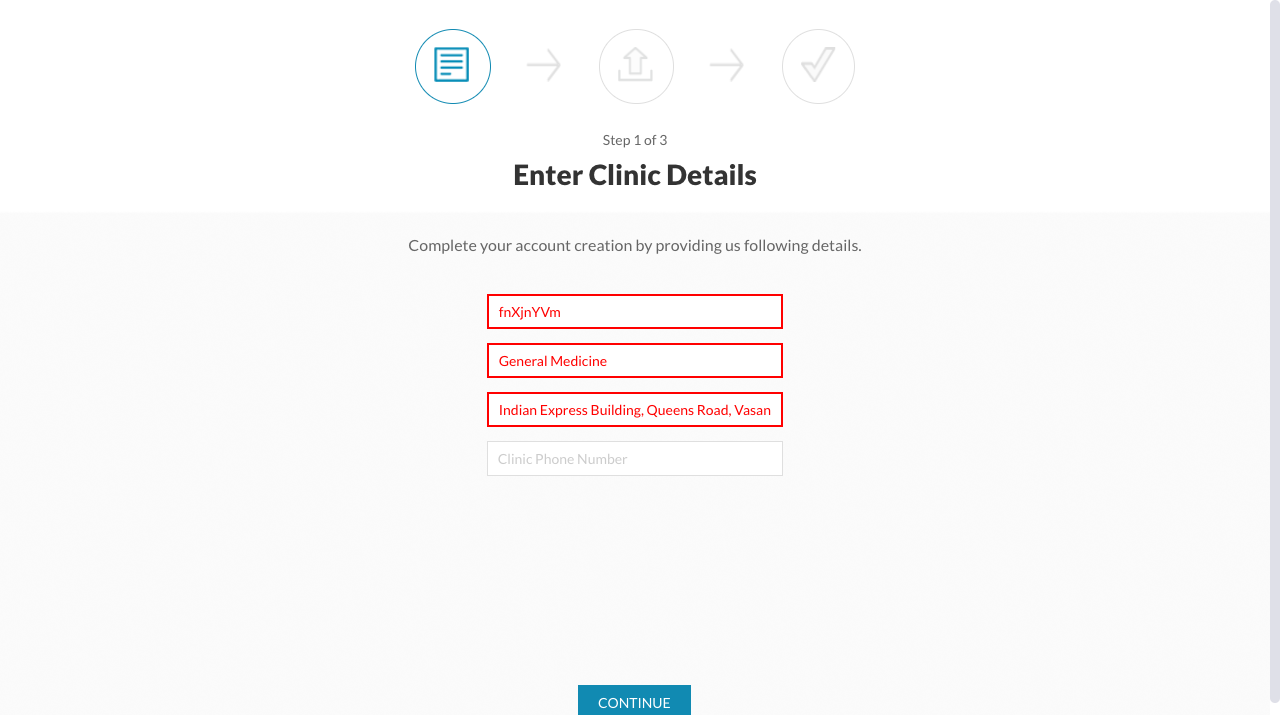 Step 1 of 3
Enter Clinic Details
Complete your account creation by providing us following details.
fnXjnYVm
General Medicine
Indian Express Building, Queens Road, Vasan
Clinic Phone Number
CONTINUE